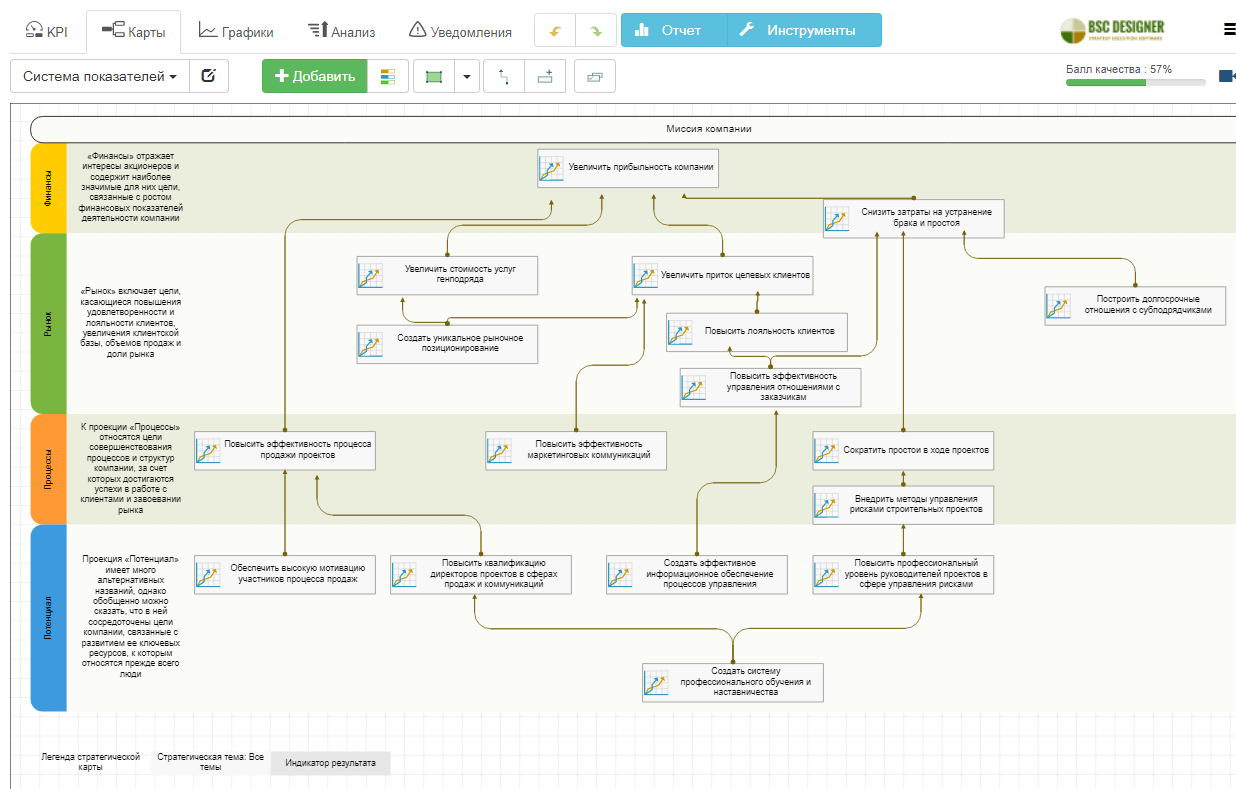 KPI
Карты
Графики
Анализ
Уведомления
Отчет
Инструменты
BSC DESIGNER
STRATEGY EXECUTION SOFTWARE
Система показателей
Добавить
Балл качества : 57%
Миссия компании
Финансы
«Финансы» отражает
интересы акционеров и
содержит наиболее
значимые для них цели,
связанные с ростом
финансовых показателей
деятельности компании
Увеличить прибыльность компании
Снизить затраты на устранение
брака и простоя
Рынок
«Рынок» включает цели,
касающиеся повышения
удовлетворенности и
лояльности клиентов,
увеличения клиентской
базы, объемов продаж и
доли рынка
Увеличить стоимость услуг
генподряда
Увеличить приток целевых клиентов
Построить долгосрочные
отношения с субподрядчиками
Создать уникальное рыночное
позиционирование
Повысить лояльность клиентов
Повысить эффективность
управления отношениями с
заказчикам
Процессы
К проекции «Процессы»
относятся цели
совершенствования
процессов и структур
компании, за счет
которых достигаются
успехи в работе с
клиентами и завоевании
рынка
Повысить эффективность процесса
продажи проектов
Повысить эффективность
маркетинговых коммуникаций
Сократить простои в ходе проектов
Внедрить методы управления
рисками строительных проектов
Потенциал
Проекция «Потенциал»
имеет много
альтернативных
названий, однако
обобщенно можно
сказать, что в ней
сосредоточены цели
компании, связанные с
развитием ее ключевых
ресурсов, к которым
относятся прежде всего
люди
Обеспечить высокую мотивацию
участников процесса продаж
Повысить квалификацию
директоров проектов в сферах
продаж и коммуникаций
Создать эффективное
информационное обеспечение
процессов управления
Повысить профессиональный
уровень руководителей проектов в
сфере управления рисками
Создать систему
профессионального обучения и
наставничества
Легенда стратегической
карты
Стратегическая тема: Все
темы
Индикатор результата